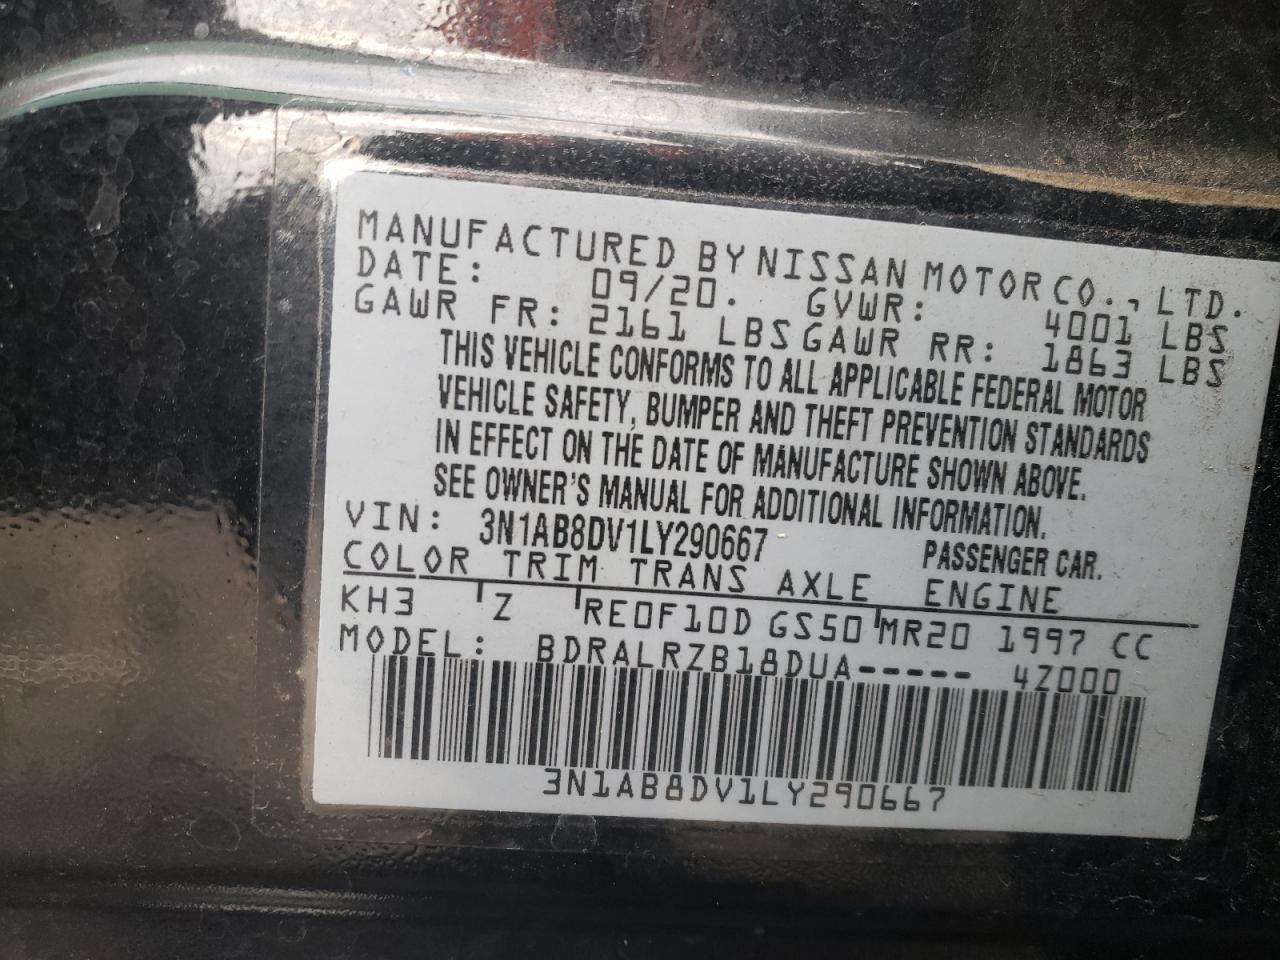 MANUFACTURED BY NISSAN MOTOR CO., LTD.
DATE: 09/20. GVWR: 4001 LBS
GAWR FR: 2161 LBS GAWR RR: 1863 LBS
THIS VEHICLE CONFORMS TO ALL APPLICABLE FEDERAL MOTOR
VEHICLE SAFETY, BUMPER AND THEFT PREVENTION STANDARDS
IN EFFECT ON THE DATE OF MANUFACTURE SHOWN ABOVE.
SEE OWNER'S MANUAL FOR ADDITIONAL INFORMATION.
VIN: 3N1AB8DV1LY290667 PASSENGER CAR.
COLOR TRIM TRANS AXLE ENGINE
KH3 Z RE0F10D GS50 MR20 1997 CC
MODEL: BDRALRZB18DUA----- 4Z000
3N1AB8DV1LY290667